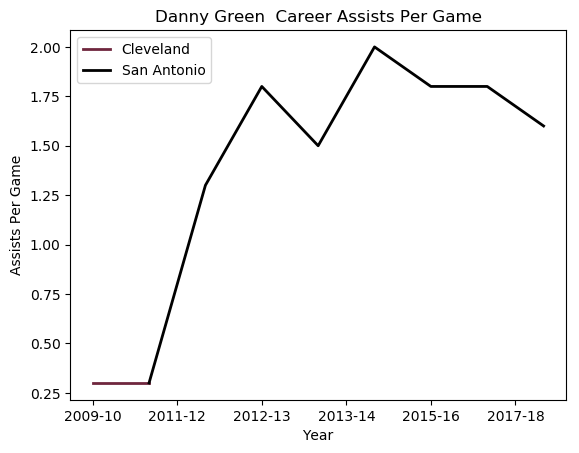 Danny Green  Career Assists Per Game
Cleveland
San Antonio
2.00
1.75
1.50
1.25
1.00
0.75
0.50
0.25
Assists Per Game
2009-10 2011-12 2012-13 2013-14 2015-16 2017-18
Year